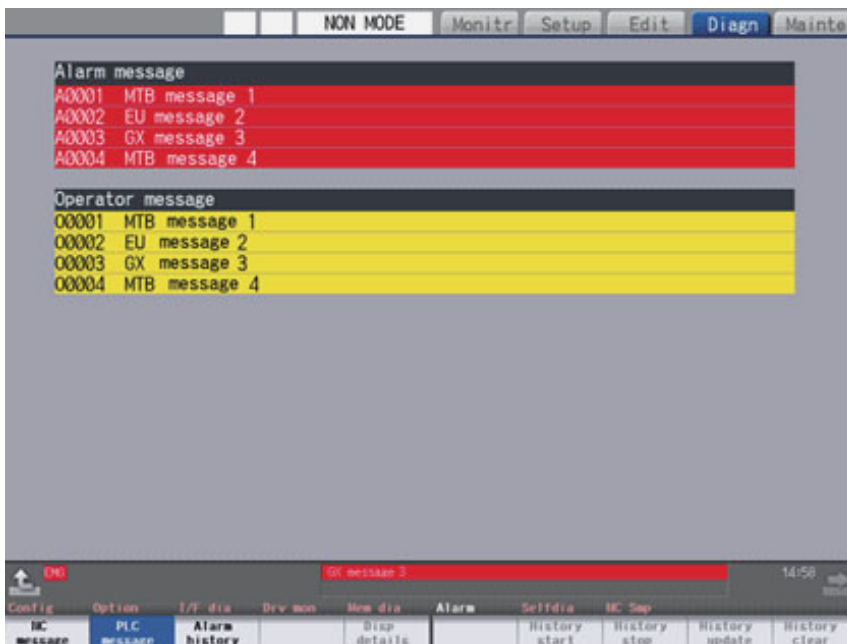 NON MODE Monitr Setup Edit Diagn Mainte
Alarm message
A0001 MTB message 1
A0002 EU message 2
A0003 GX message 3
A0004 MTB message 4
Operator message
O0001 MTB message 1
O0002 EU message 2
O0003 GX message 3
O0004 MTB message 4
EMG GX message 3 14:58
Config Option I/F dia Drv mon Mem dia Alarm Selfdia NC Smp
NC PLC Alarm Disp History History History History
message message history details start stop update clear